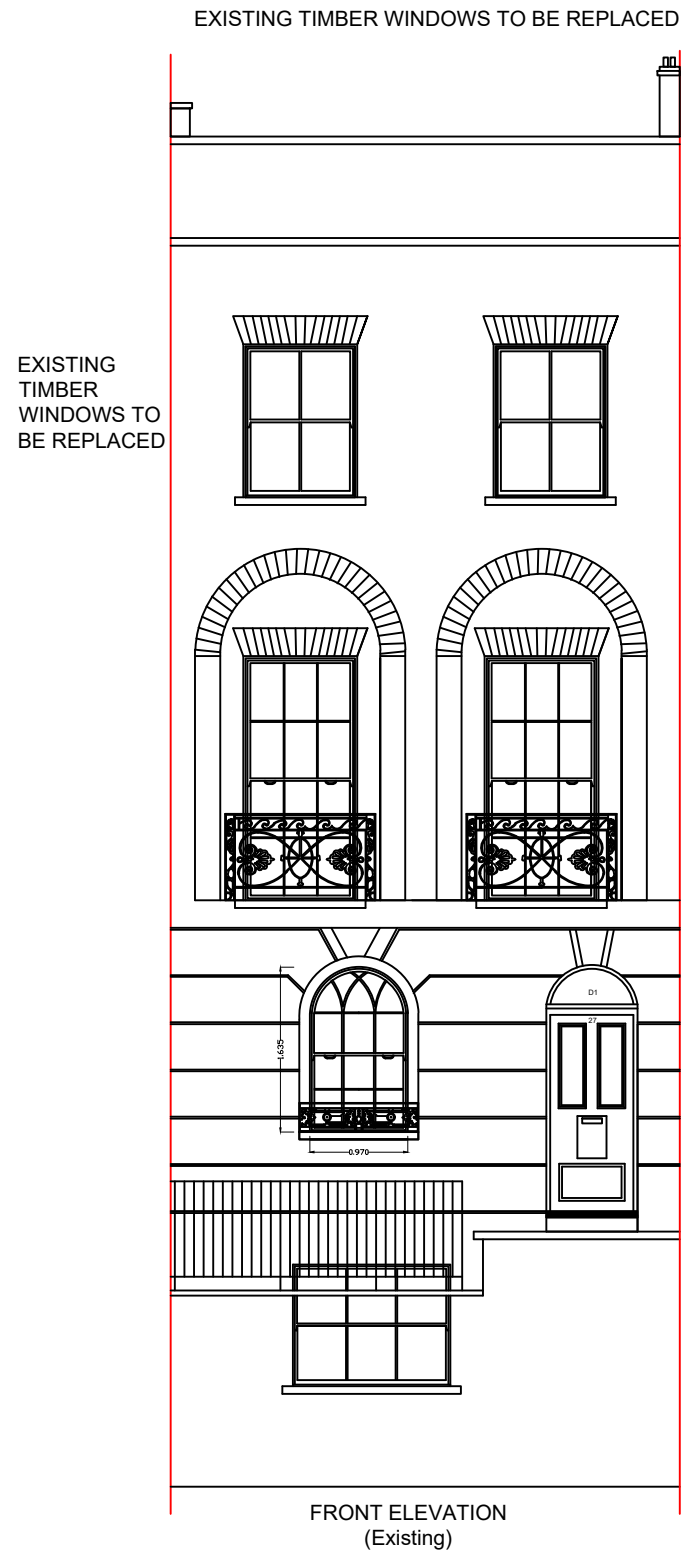 EXISTING TIMBER WINDOWS TO BE REPLACED
EXISTING
TIMBER
WINDOWS TO
BE REPLACED
D1
27
1.635
0.970
FRONT ELEVATION
(Existing)